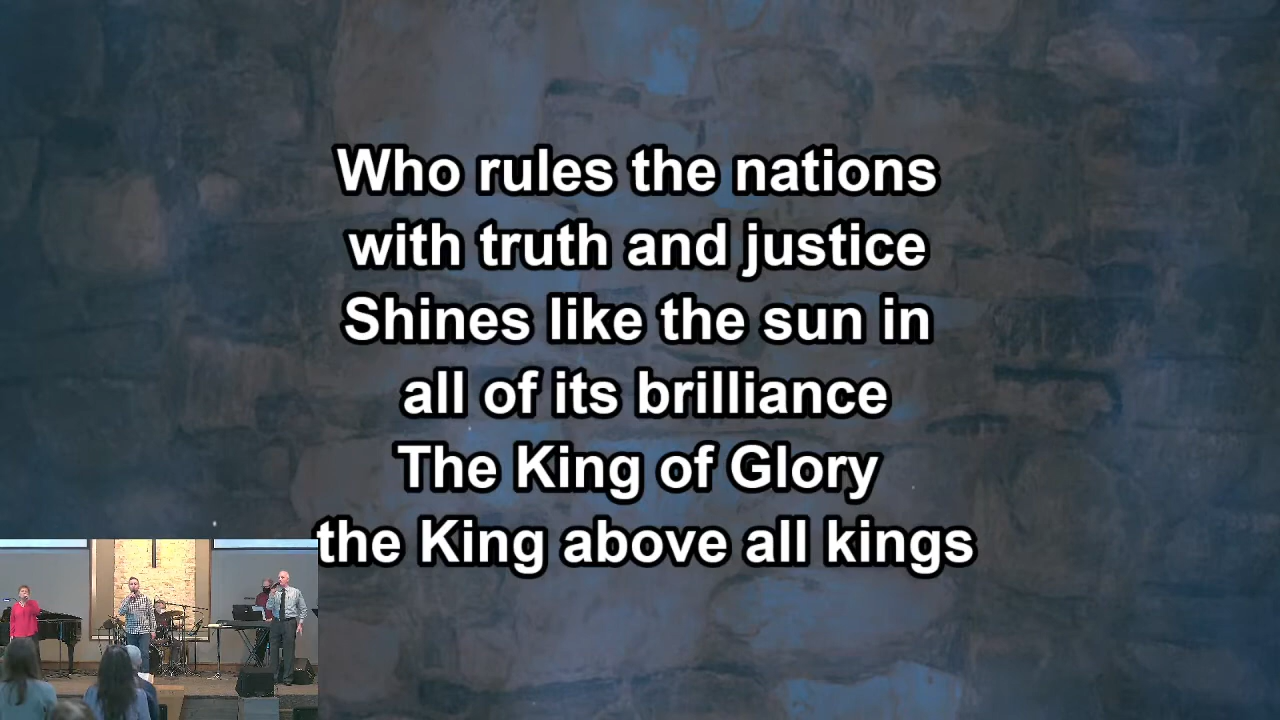 Who rules the nations
with truth and justice
Shines like the sun in
all of its brilliance
The King of Glory
the King above all kings